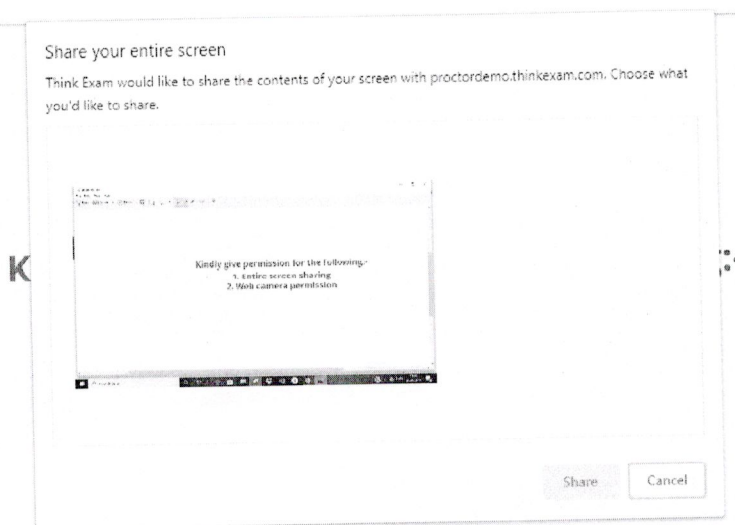 Share your entire screen
Think Exam would like to share the contents of your screen with proctordemo.thinkexam.com. Choose what
you'd like to share.
K
Kindly give permission for the following:-
1. Entire screen sharing
2. Web camera permission
Share
Cancel